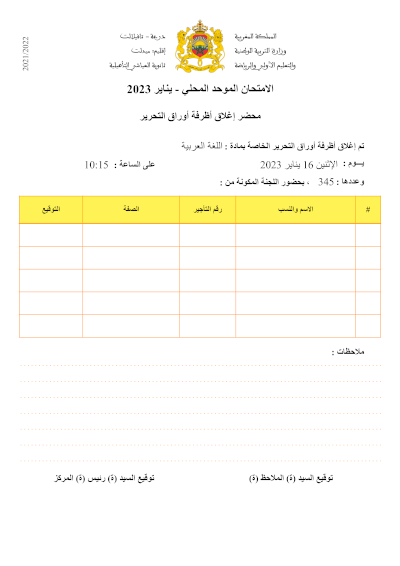 2021/2022
المملكة المغربية
وزارة التربية الوطنية
والتعليم الأولي والرياضة
درعة - تافيلالت
إقليم: ميدلت
ثانوية العياشي التأهيلية
الامتحان الموحد المحلي - يناير 2023
محضر إغلاق أظرفة أوراق التحرير
تم إغلاق أظرفة أوراق التحرير الخاصة بمادة : اللغة العربية
يــوم : الإثنين 16 يناير 2023 على الساعة : 10:15
وعددها : 345 ، بحضور اللجنة المكونة من :
# الاسم والنسب رقم التأجير الصفة التوقيع
ملاحظات :
توقيع السيد (ة) الملاحظ (ة) توقيع السيد (ة) رئيس (ة) المركز